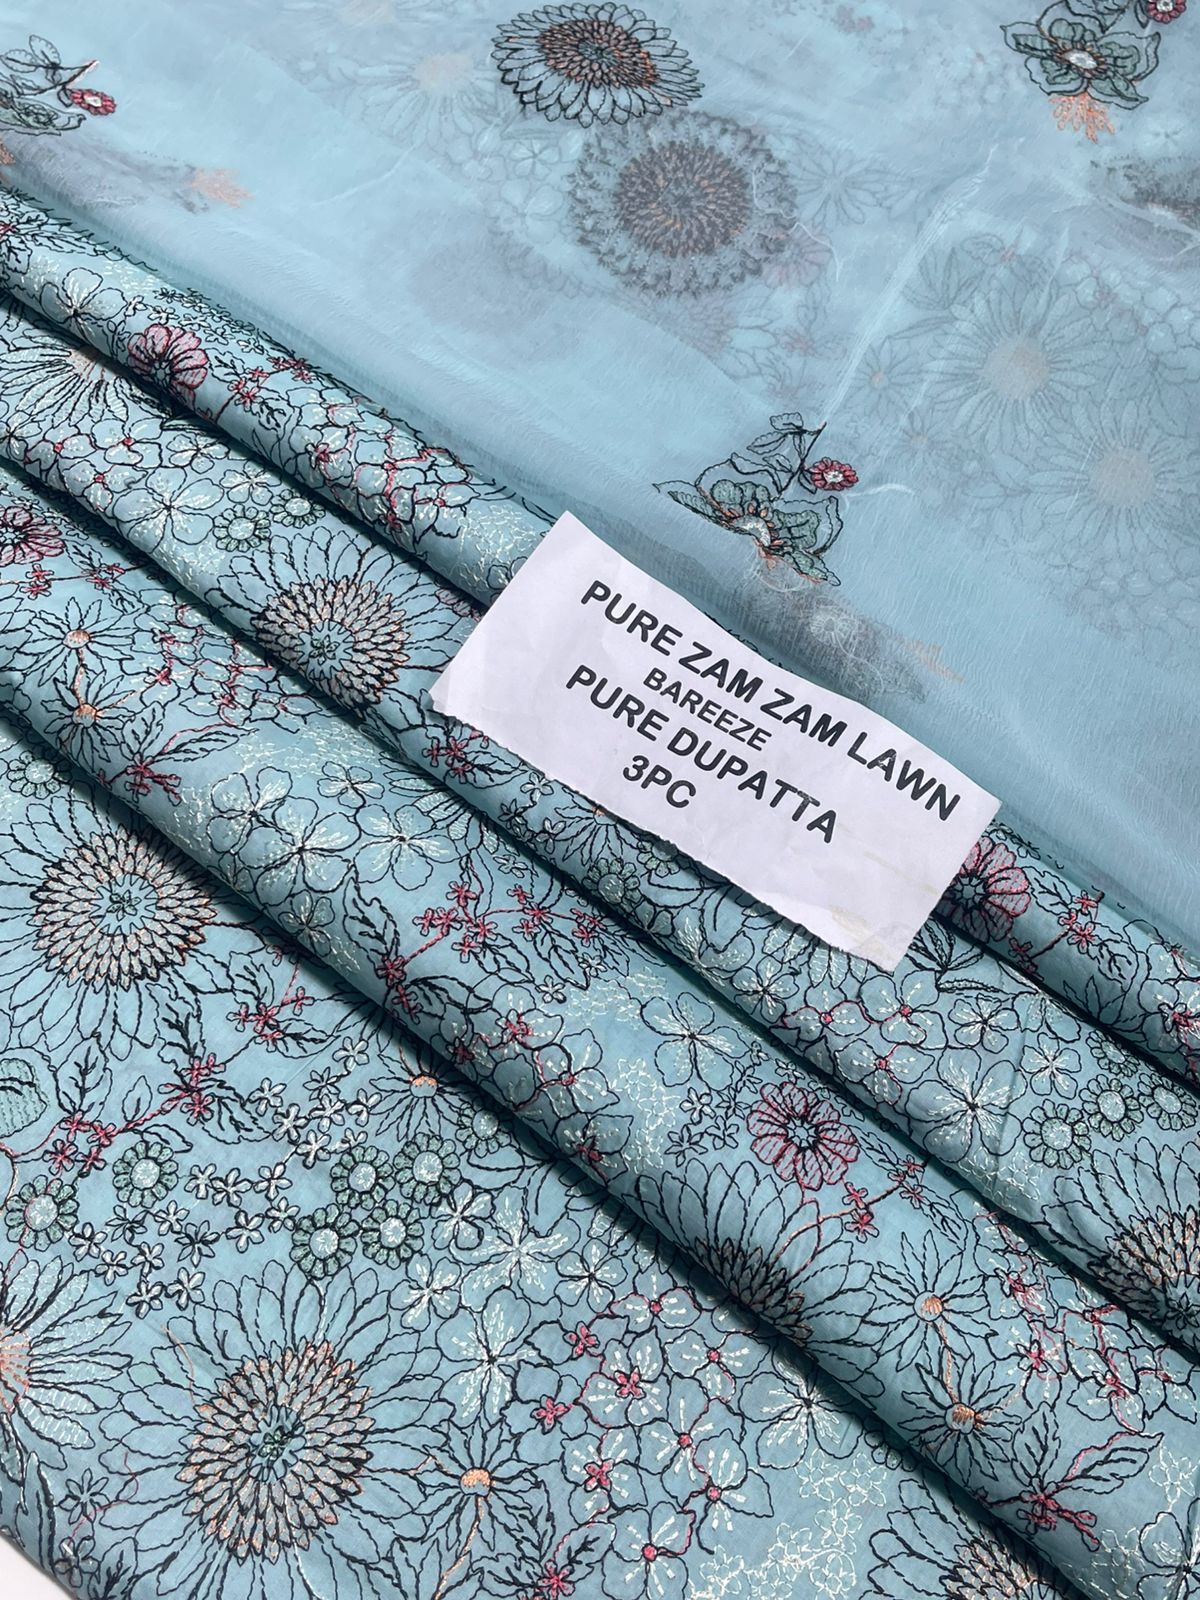 PURE ZAM ZAM LAWN
BAREEZE
PURE DUPATTA
3PC